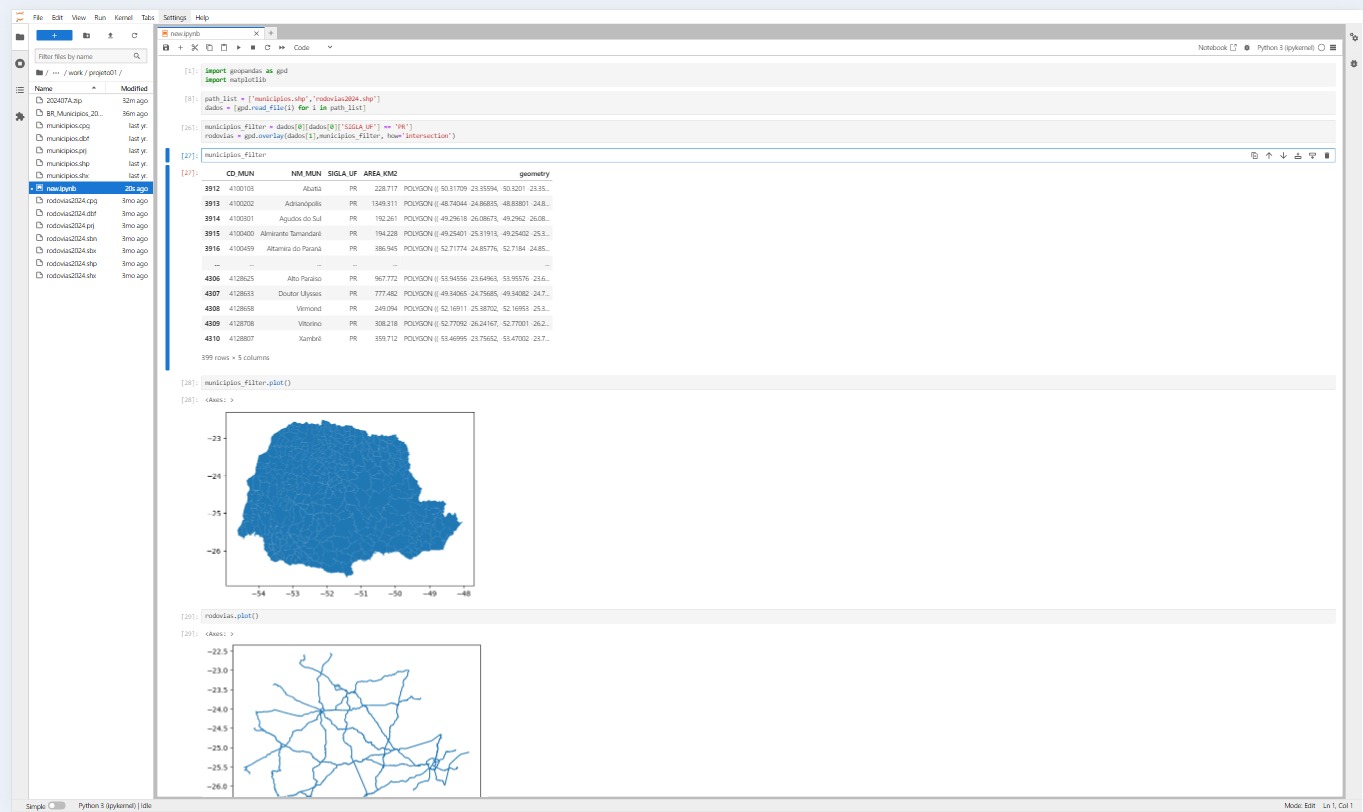 File Edit View Run Kernel Tabs Settings Help
Filter files by name
/ ... / work / projeto01 /
Name Modified
202407A.zip 32m ago
BR_Municipios_20... 36m ago
municipios.cpg last yr.
municipios.dbf last yr.
municipios.prj last yr.
municipios.shp last yr.
municipios.shx last yr.
new.ipynb 20s ago
rodovias2024.cpg 3mo ago
rodovias2024.dbf 3mo ago
rodovias2024.prj 3mo ago
rodovias2024.sbn 3mo ago
rodovias2024.sbx 3mo ago
rodovias2024.shp 3mo ago
rodovias2024.shx 3mo ago
new.ipynb
Code
Notebook Python 3 (ipykernel)
[1]: import geopandas as gpd
import matplotlib
[8]: path_list = ['municipios.shp','rodovias2024.shp']
dados = [gpd.read_file(i) for i in path_list]
[26]: municipios_filter = dados[0][dados[0]['SIGLA_UF'] == 'PR']
rodovias = gpd.overlay(dados[1],municipios_filter, how='intersection')
[27]: municipios_filter
[27]: CD_MUN NM_MUN SIGLA_UF AREA_KM2 geometry
3912 4100103 Abatiá PR 228.717 POLYGON ((-50.31709 -23.35594, -50.3201 -23.35...
3913 4100202 Adrianópolis PR 1349.311 POLYGON ((-48.74044 -24.86835, -48.83801 -24.8...
3914 4100301 Agudos do Sul PR 192.261 POLYGON ((-49.29618 -26.08673, -49.2962 -26.08...
3915 4100400 Almirante Tamandaré PR 194.228 POLYGON ((-49.25401 -25.31913, -49.25402 -25.3...
3916 4100459 Altamira do Paraná PR 386.945 POLYGON ((-52.71774 -24.85776, -52.7184 -24.85...
... ... ... ... ... ...
4306 4128625 Alto Paraíso PR 967.772 POLYGON ((-53.94556 -23.64963, -53.95576 -23.6...
4307 4128633 Doutor Ulysses PR 777.482 POLYGON ((-49.34065 -24.75685, -49.34082 -24.7...
4308 4128658 Virmond PR 249.094 POLYGON ((-52.16911 -25.38702, -52.16953 -25.3...
4309 4128708 Vitorino PR 308.218 POLYGON ((-52.77092 -26.24167, -52.77001 -26.2...
4310 4128807 Xambrê PR 359.712 POLYGON ((-53.46995 -23.75652, -53.47002 -23.7...
399 rows × 5 columns
[28]: municipios_filter.plot()
[28]: <Axes: >
−23
−24
−25
−26
−54 −53 −52 −51 −50 −49 −48
[29]: rodovias.plot()
[29]: <Axes: >
−22.5
−23.0
−23.5
−24.0
−24.5
−25.0
−25.5
−26.0
Simple Python 3 (ipykernel) | Idle Mode: Edit Ln 1, Col 1